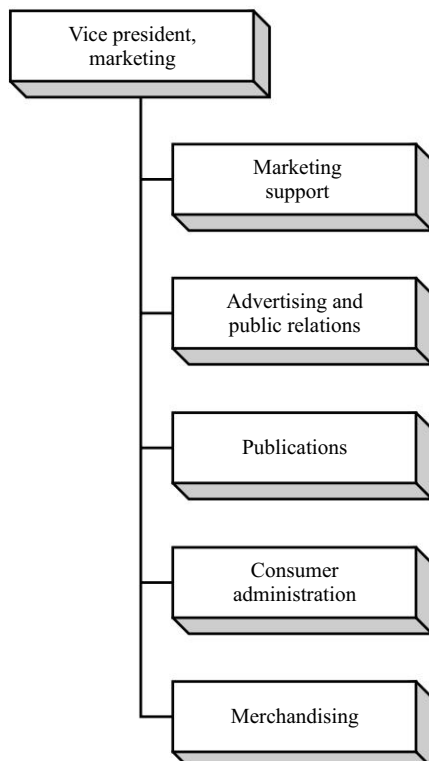 Vice president,
marketing
Marketing
support
Advertising and
public relations
Publications
Consumer
administration
Merchandising